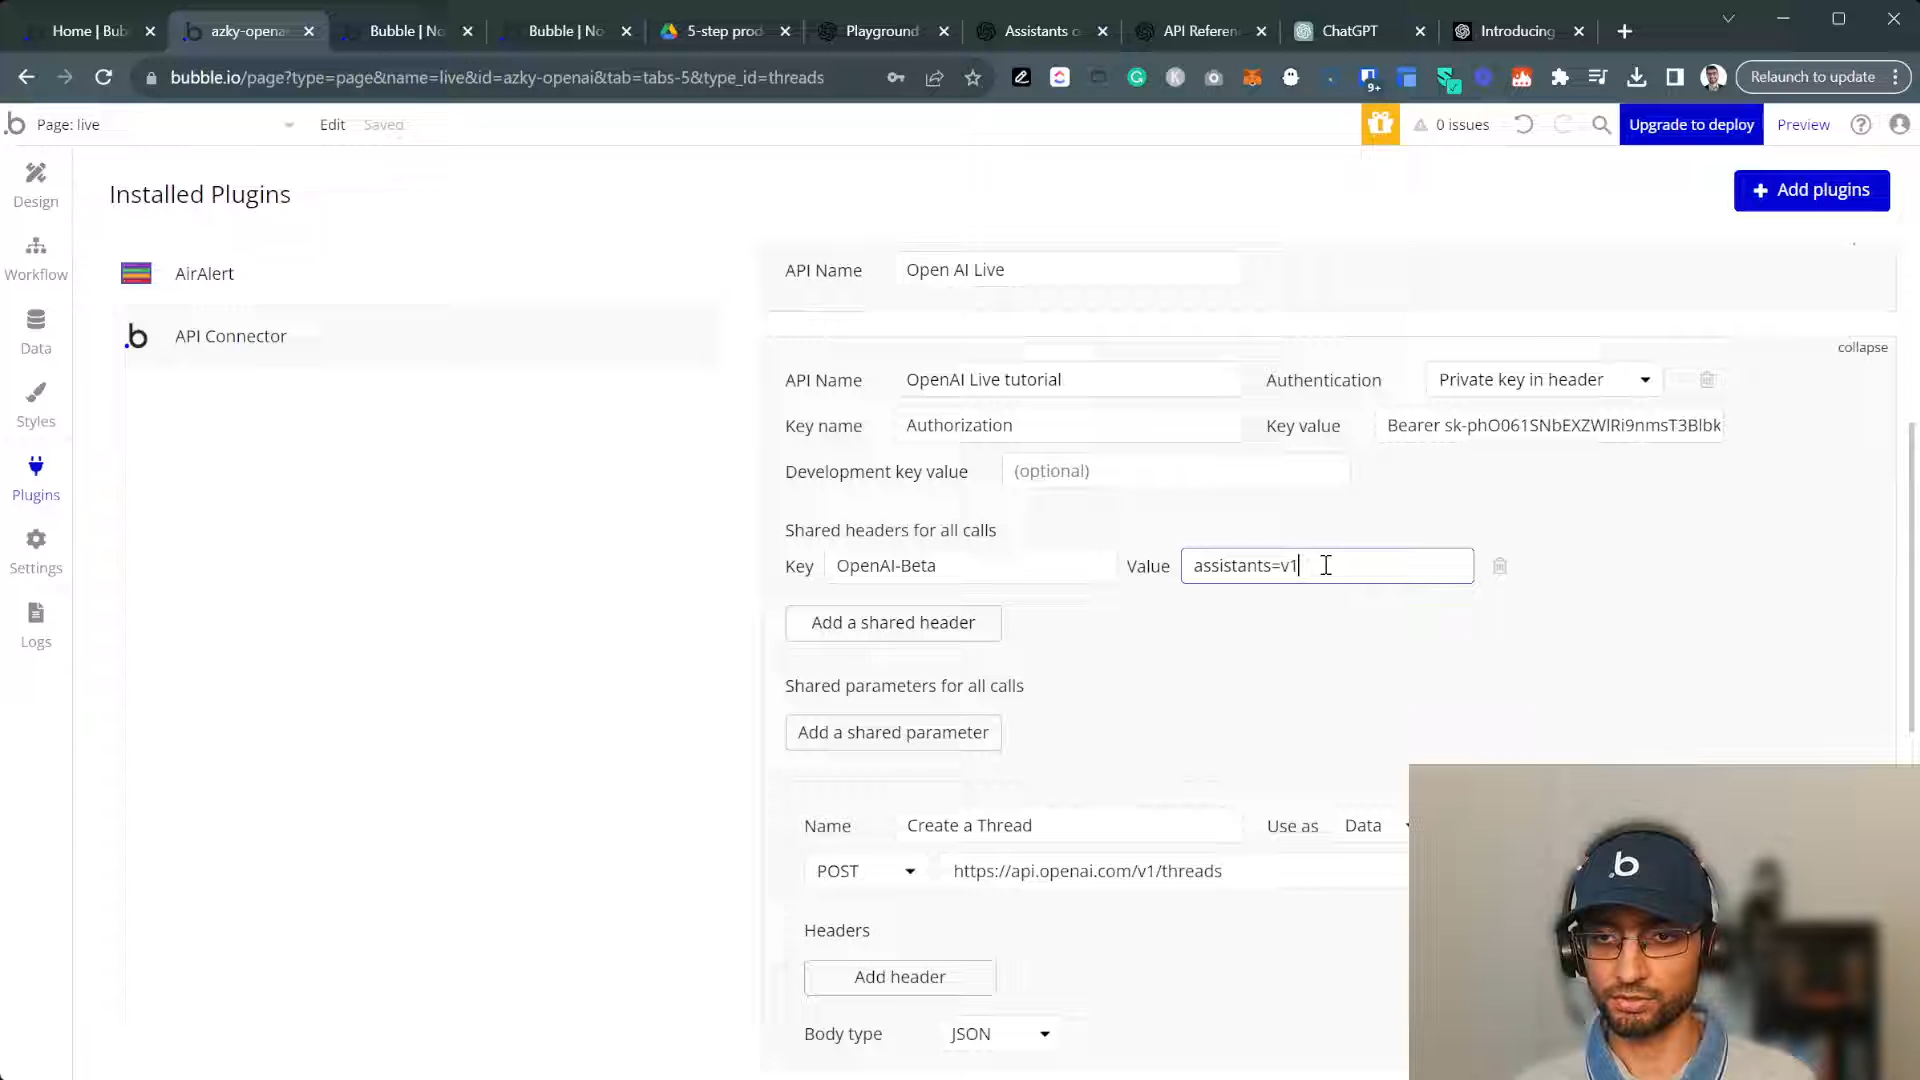 Home | Bub
azky-opena
Bubble | No
Bubble | No
5-step prod
Playground
Assistants o
API Referen
ChatGPT
Introducing
bubble.io/page?type=page&name=live&id=azky-openai&tab=tabs-5&type_id=threads
9+
Relaunch to update
Page: live
Edit
Saved
0 issues
Upgrade to deploy
Preview
Design
Workflow
Data
Styles
Plugins
Settings
Logs
Installed Plugins
Add plugins
AirAlert
API Connector
API Name
Open AI Live
collapse
API Name
OpenAI Live tutorial
Authentication
Private key in header
Key name
Authorization
Key value
Bearer sk-phO061SNbEXZWlRi9nmsT3Blbk
Development key value
(optional)
Shared headers for all calls
Key
OpenAI-Beta
Value
assistants=v1
Add a shared header
Shared parameters for all calls
Add a shared parameter
Name
Create a Thread
Use as
Data
POST
https://api.openai.com/v1/threads
Headers
Add header
Body type
JSON